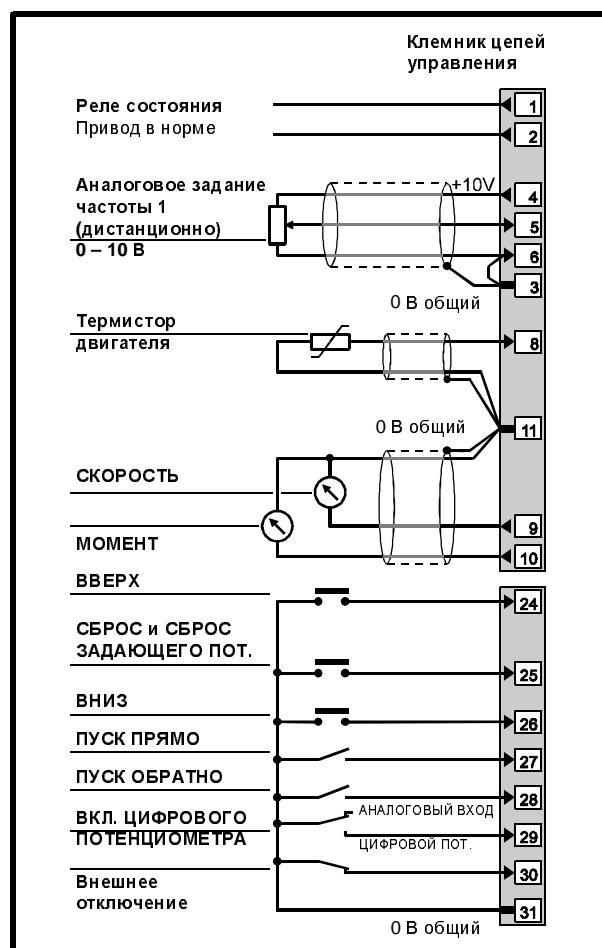 Клемник цепей
управления
Реле состояния
Привод в норме
1
2
Аналоговое задание
частоты 1
(дистанционно)
0 – 10 В
+10V
4
5
6
3
0 В общий
Термистор
двигателя
8
0 В общий
11
СКОРОСТЬ
9
МОМЕНТ
10
ВВЕРХ
24
СБРОС и СБРОС
ЗАДАЮЩЕГО ПОТ.
25
ВНИЗ
26
ПУСК ПРЯМО
27
ПУСК ОБРАТНО
28
АНАЛОГОВЫЙ ВХОД
ВКЛ. ЦИФРОВОГО
ПОТЕНЦИОМЕТРА
29
ЦИФРОВОЙ ПОТ.
30
Внешнее
отключение
31
0 В общий